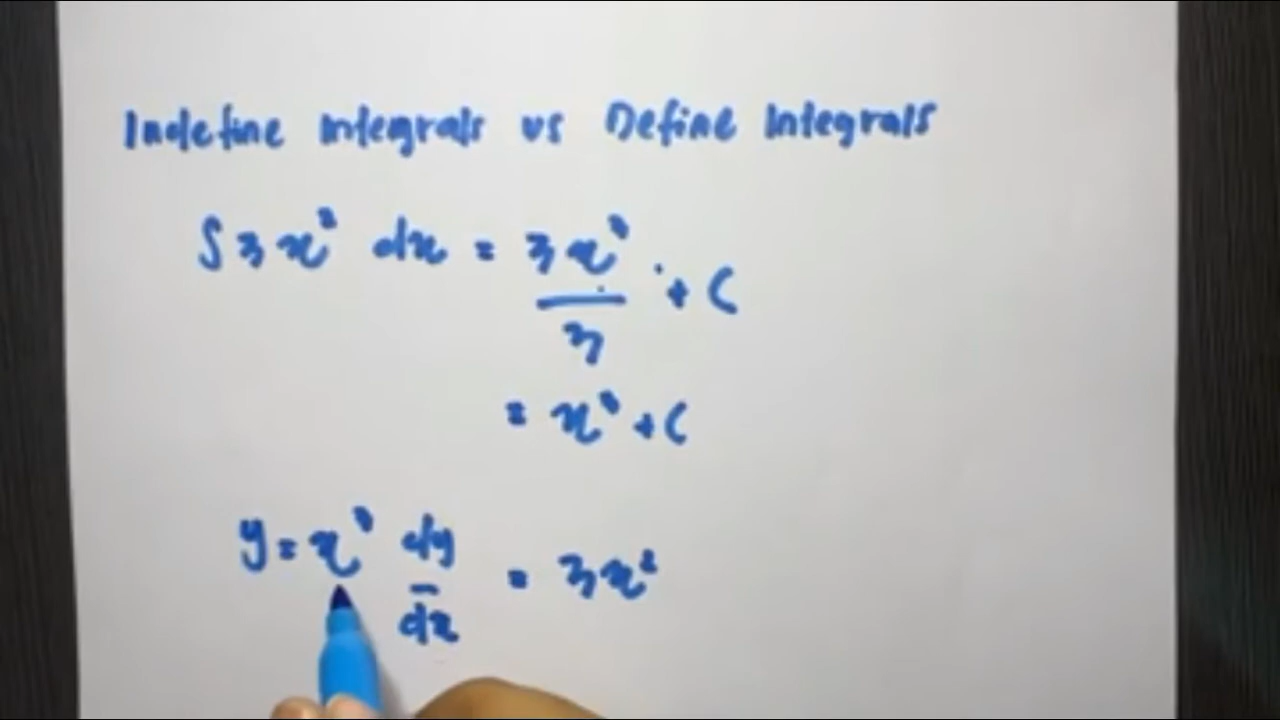 Indefine Integrals vs Define Integrals
∫3x² dx = 3x³/3 + C
= x³ + C
y = x³ dy/dx = 3x²